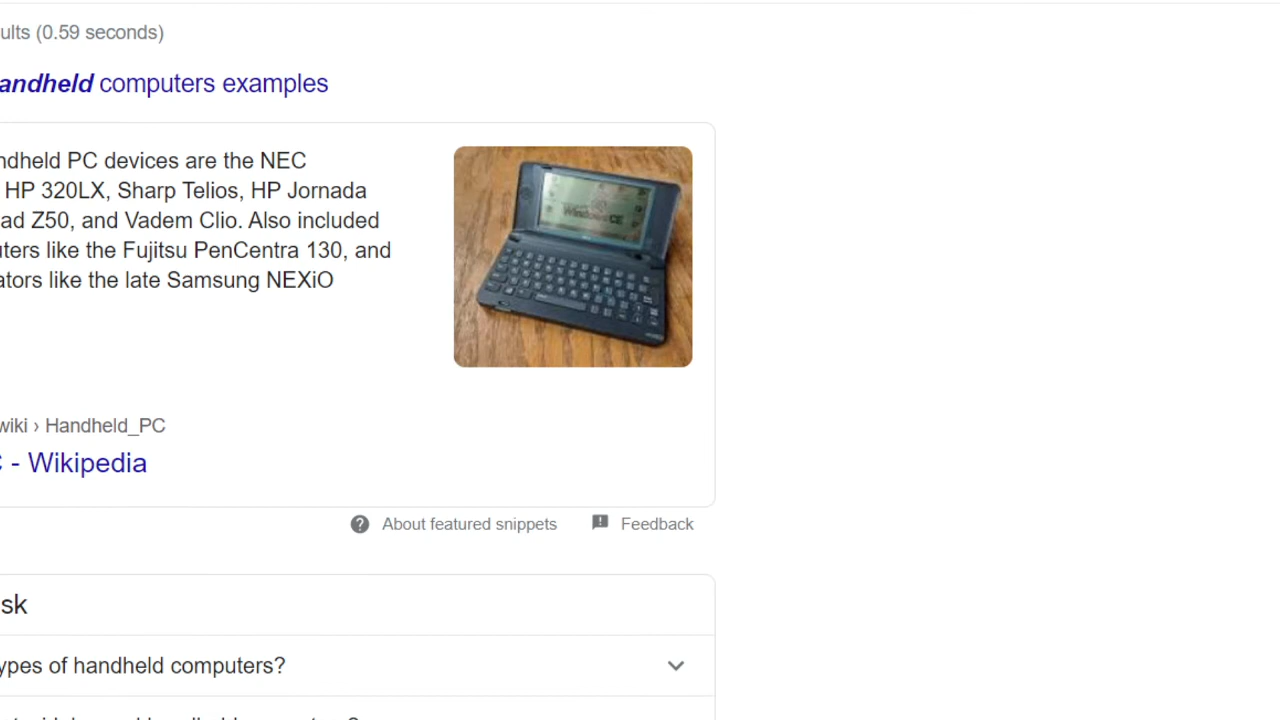 ults (0.59 seconds)
andheld computers examples
ndheld PC devices are the NEC
HP 320LX, Sharp Telios, HP Jornada
ad Z50, and Vadem Clio. Also included
uters like the Fujitsu PenCentra 130, and
ators like the late Samsung NEXiO
Windows CE
wiki › Handheld_PC
C - Wikipedia
About featured snippets Feedback
sk
ypes of handheld computers?